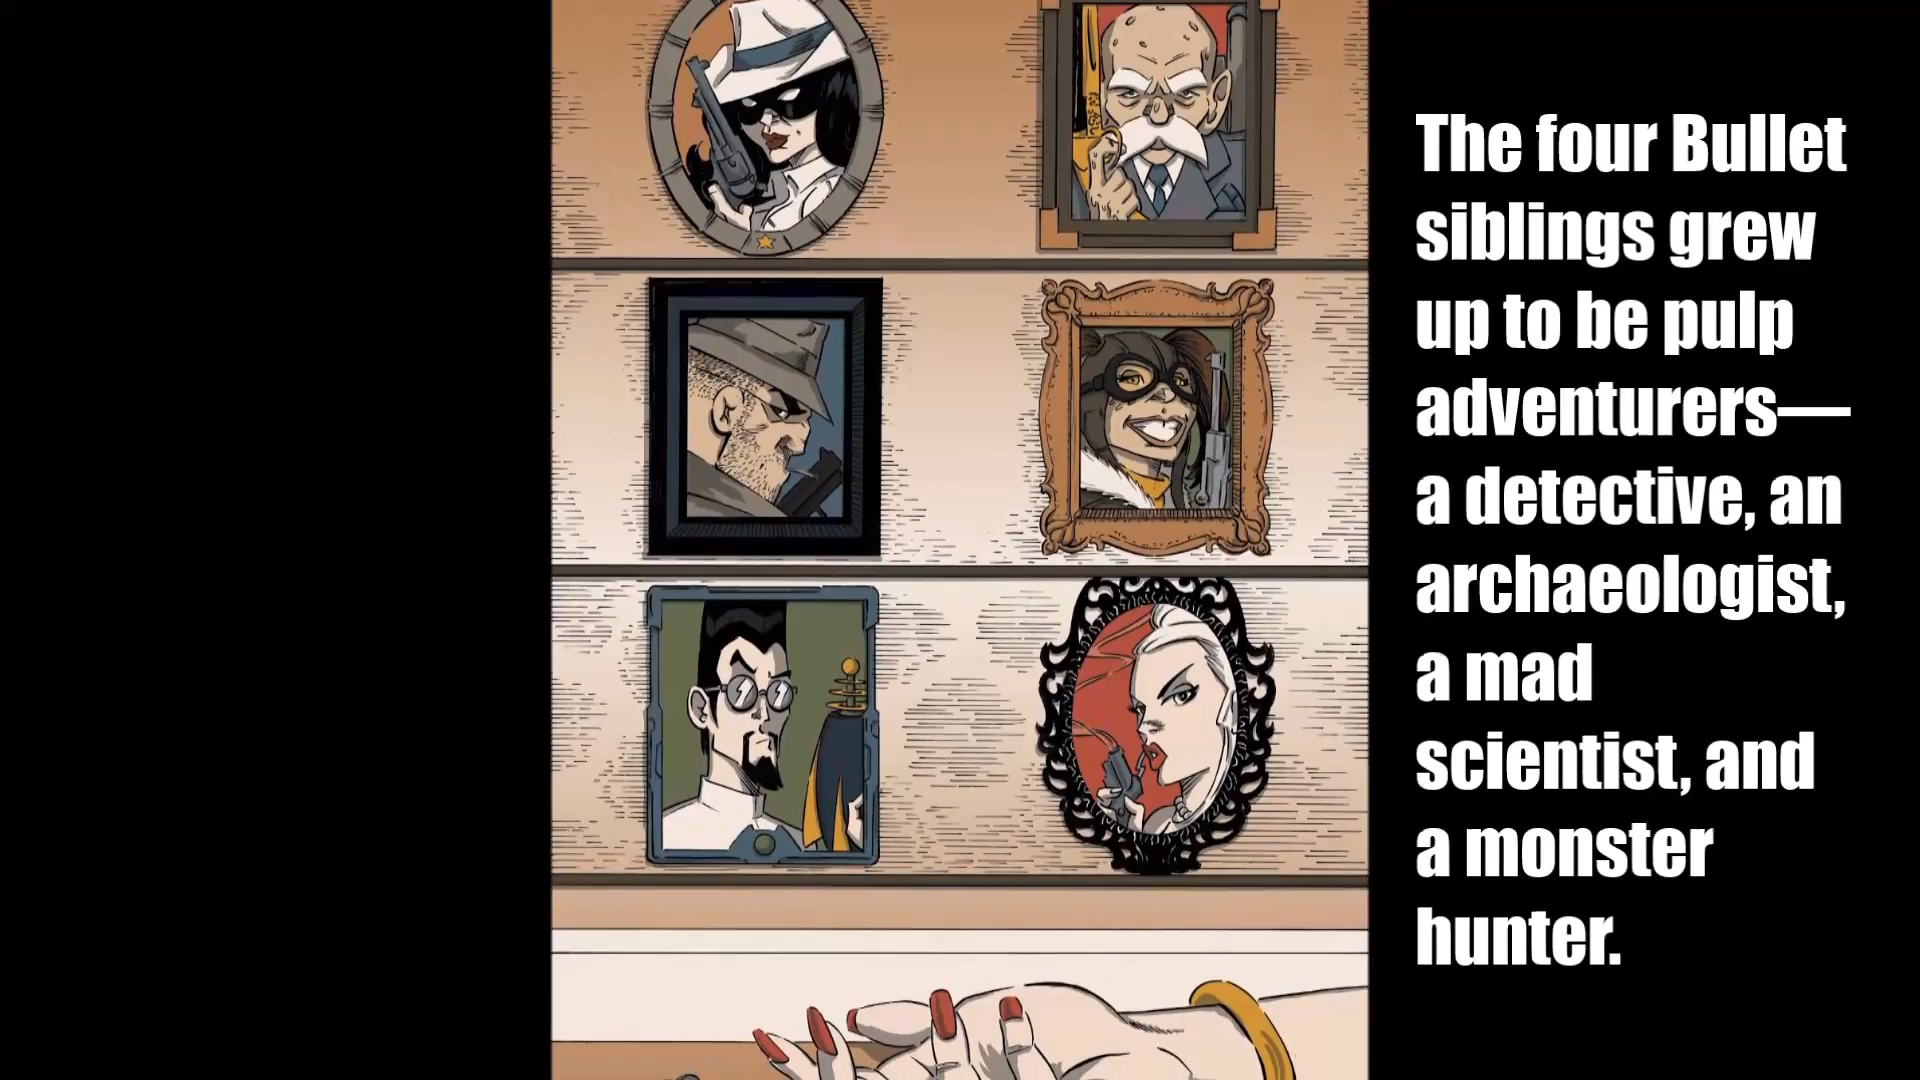 The four Bullet
siblings grew
up to be pulp
adventurers—
a detective, an
archaeologist,
a mad
scientist, and
a monster
hunter.